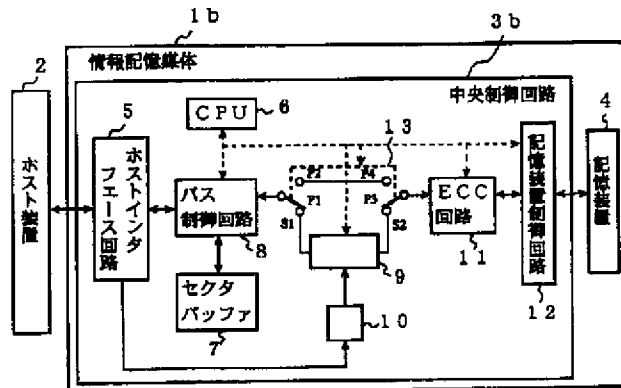 1b
3b
2
情報記憶媒体
中央制御回路
4
5
CPU
6
13
ホスト装置
ホストインタフェース回路
バス制御回路
8
P2
P4
P1
P3
S1
S2
ECC回路
11
記憶装置制御回路
12
記憶装置
9
セクタバッファ
7
10